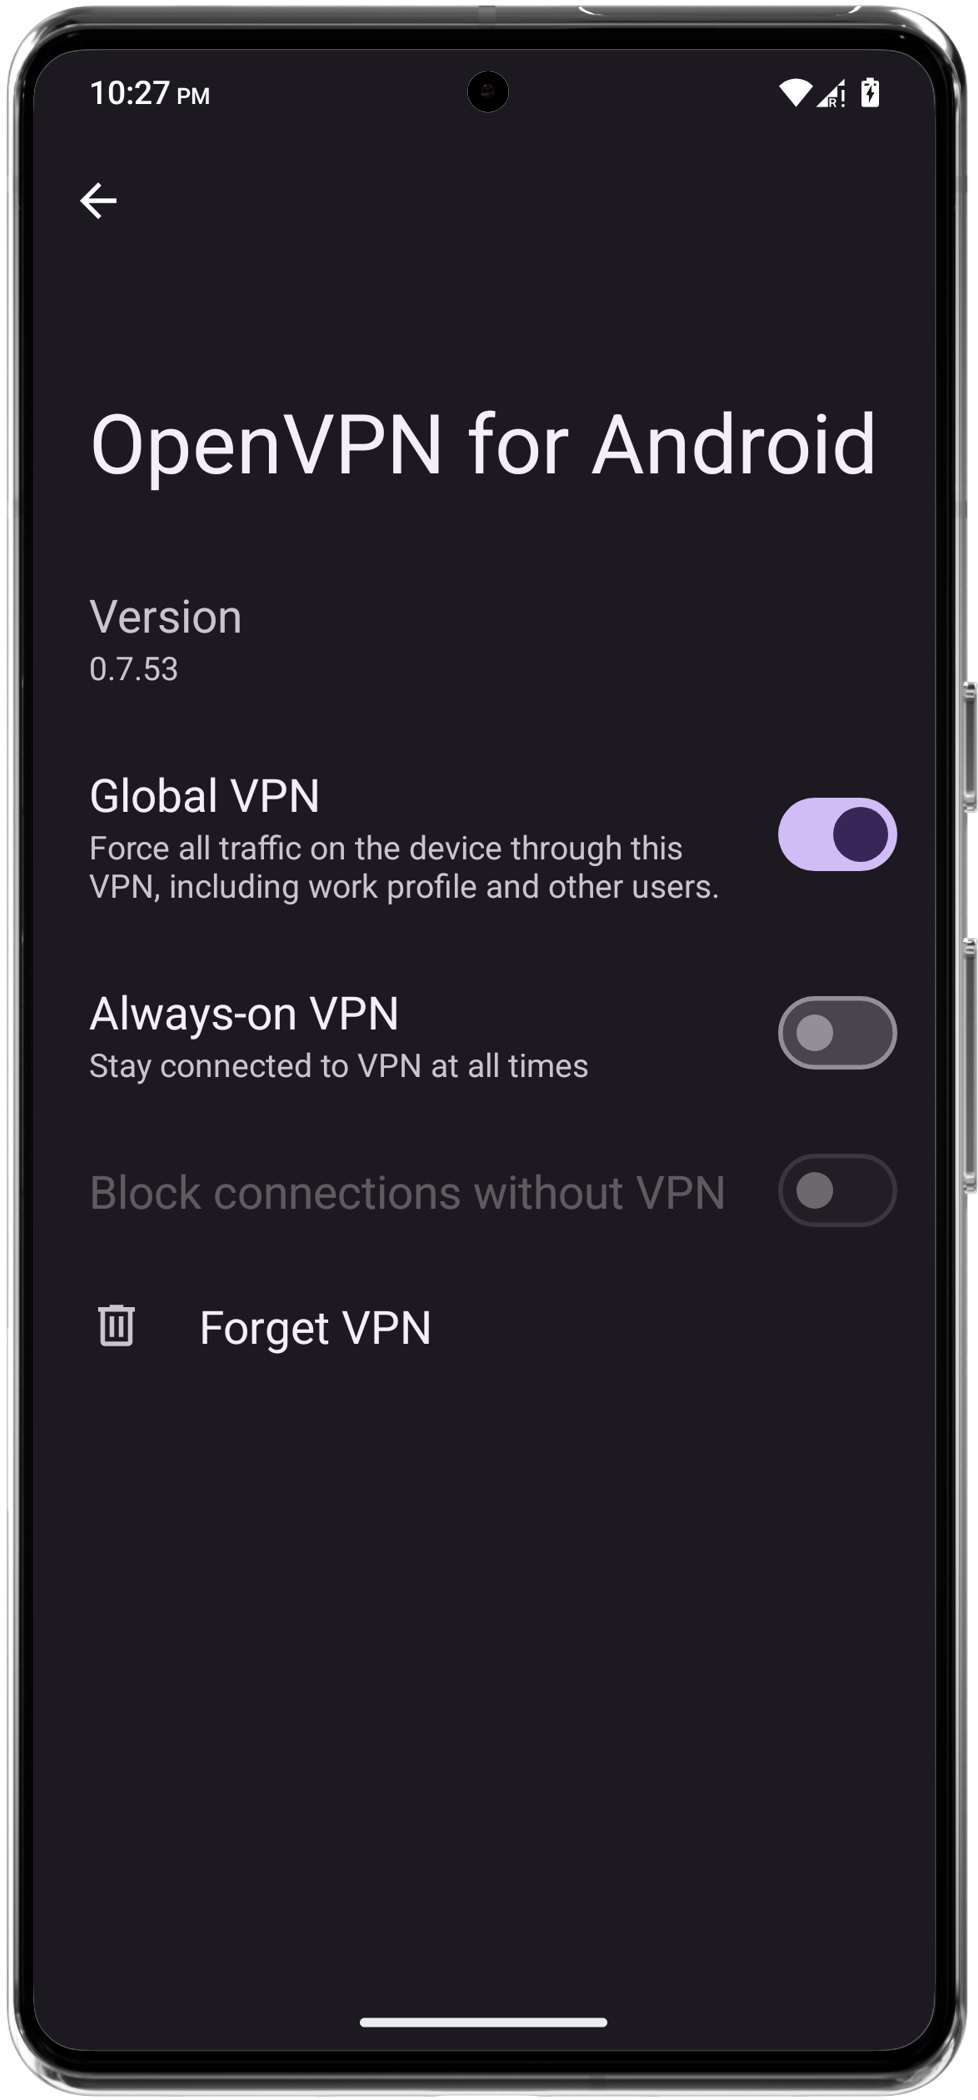 10:27 PM
R
OpenVPN for Android
Version
0.7.53
Global VPN
Force all traffic on the device through this
VPN, including work profile and other users.
Always-on VPN
Stay connected to VPN at all times
Block connections without VPN
Forget VPN